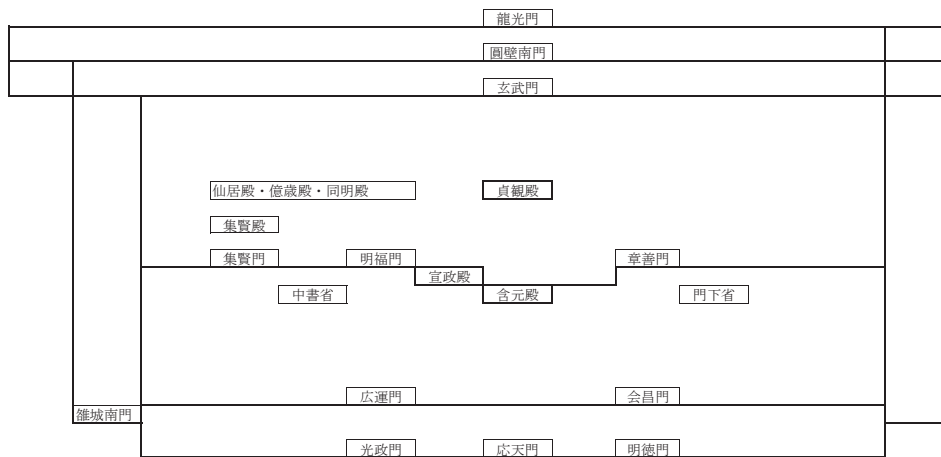 龍光門
圓壁南門
玄武門
仙居殿・億歳殿・同明殿
貞観殿
集賢殿
集賢門
明福門
章善門
宣政殿
中書省
含元殿
門下省
広運門
会昌門
雒城南門
光政門
応天門
明徳門